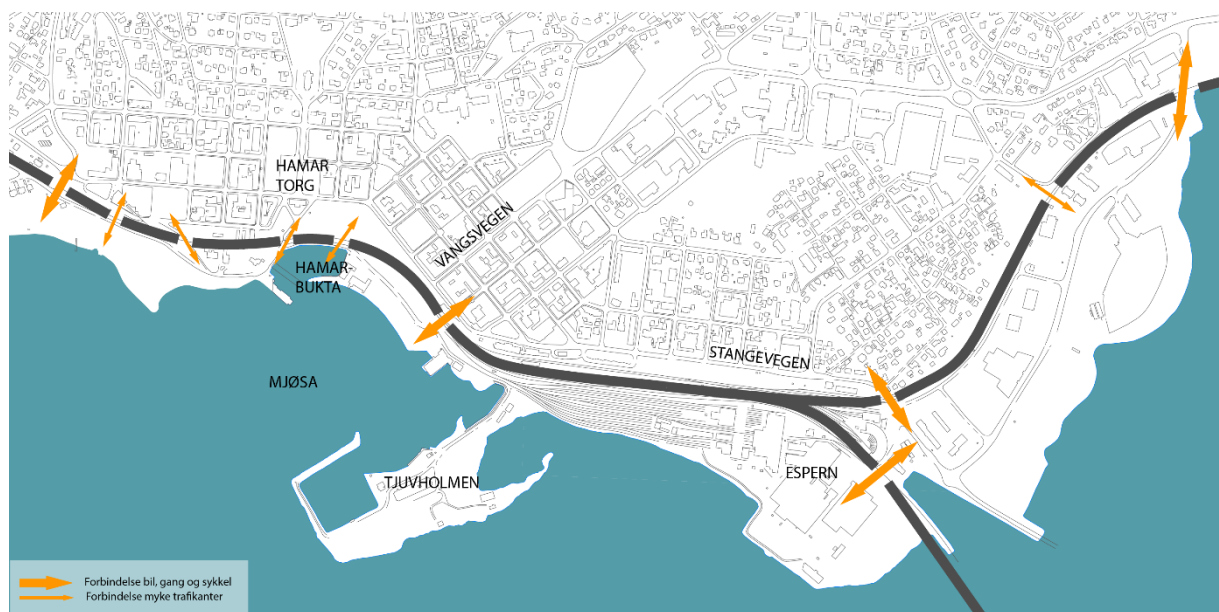 HAMAR
TORG
VANGSVEGEN
HAMAR-
BUKTA
STANGEVEGEN
MJØSA
TJUVHOLMEN
ESPERN
Forbindelse bil, gang og sykkel
Forbindelse myke trafikanter